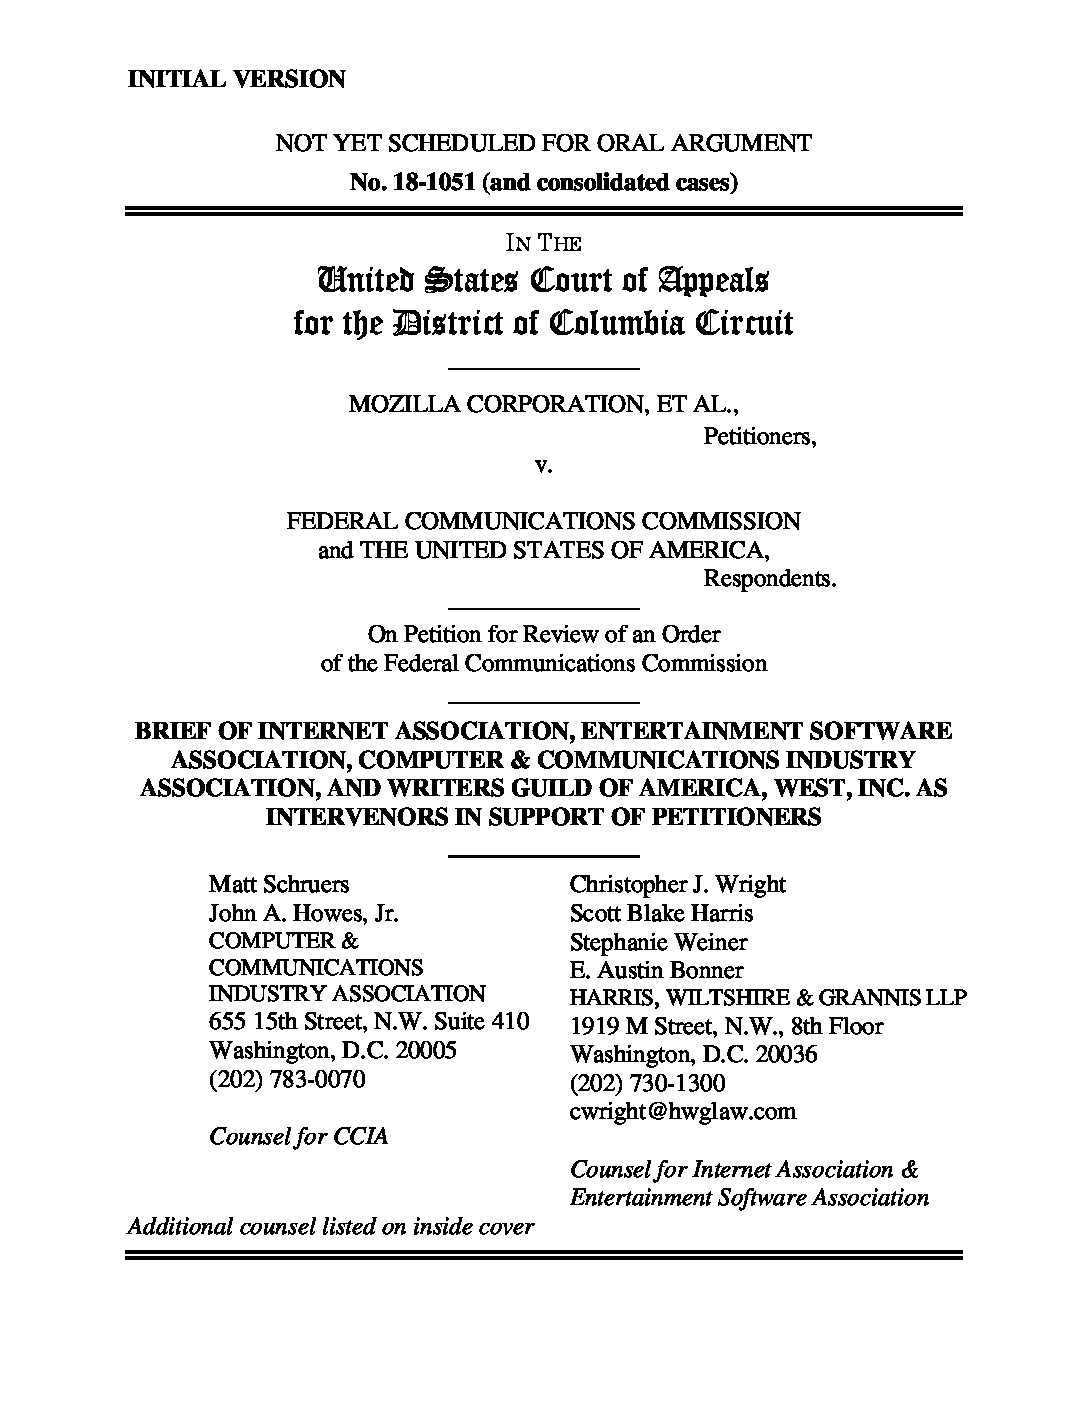 INITIAL VERSION
NOT YET SCHEDULED FOR ORAL ARGUMENT
No. 18-1051 (and consolidated cases)
IN THE
United States Court of Appeals
for the District of Columbia Circuit
MOZILLA CORPORATION, ET AL.,
Petitioners,
v.
FEDERAL COMMUNICATIONS COMMISSION
and THE UNITED STATES OF AMERICA,
Respondents.
On Petition for Review of an Order
of the Federal Communications Commission
BRIEF OF INTERNET ASSOCIATION, ENTERTAINMENT SOFTWARE
ASSOCIATION, COMPUTER & COMMUNICATIONS INDUSTRY
ASSOCIATION, AND WRITERS GUILD OF AMERICA, WEST, INC. AS
INTERVENORS IN SUPPORT OF PETITIONERS
Matt Schruers
John A. Howes, Jr.
COMPUTER &
COMMUNICATIONS
INDUSTRY ASSOCIATION
655 15th Street, N.W. Suite 410
Washington, D.C. 20005
(202) 783-0070
Counsel for CCIA
Christopher J. Wright
Scott Blake Harris
Stephanie Weiner
E. Austin Bonner
HARRIS, WILTSHIRE & GRANNIS LLP
1919 M Street, N.W., 8th Floor
Washington, D.C. 20036
(202) 730-1300
cwright@hwglaw.com
Counsel for Internet Association &
Entertainment Software Association
Additional counsel listed on inside cover